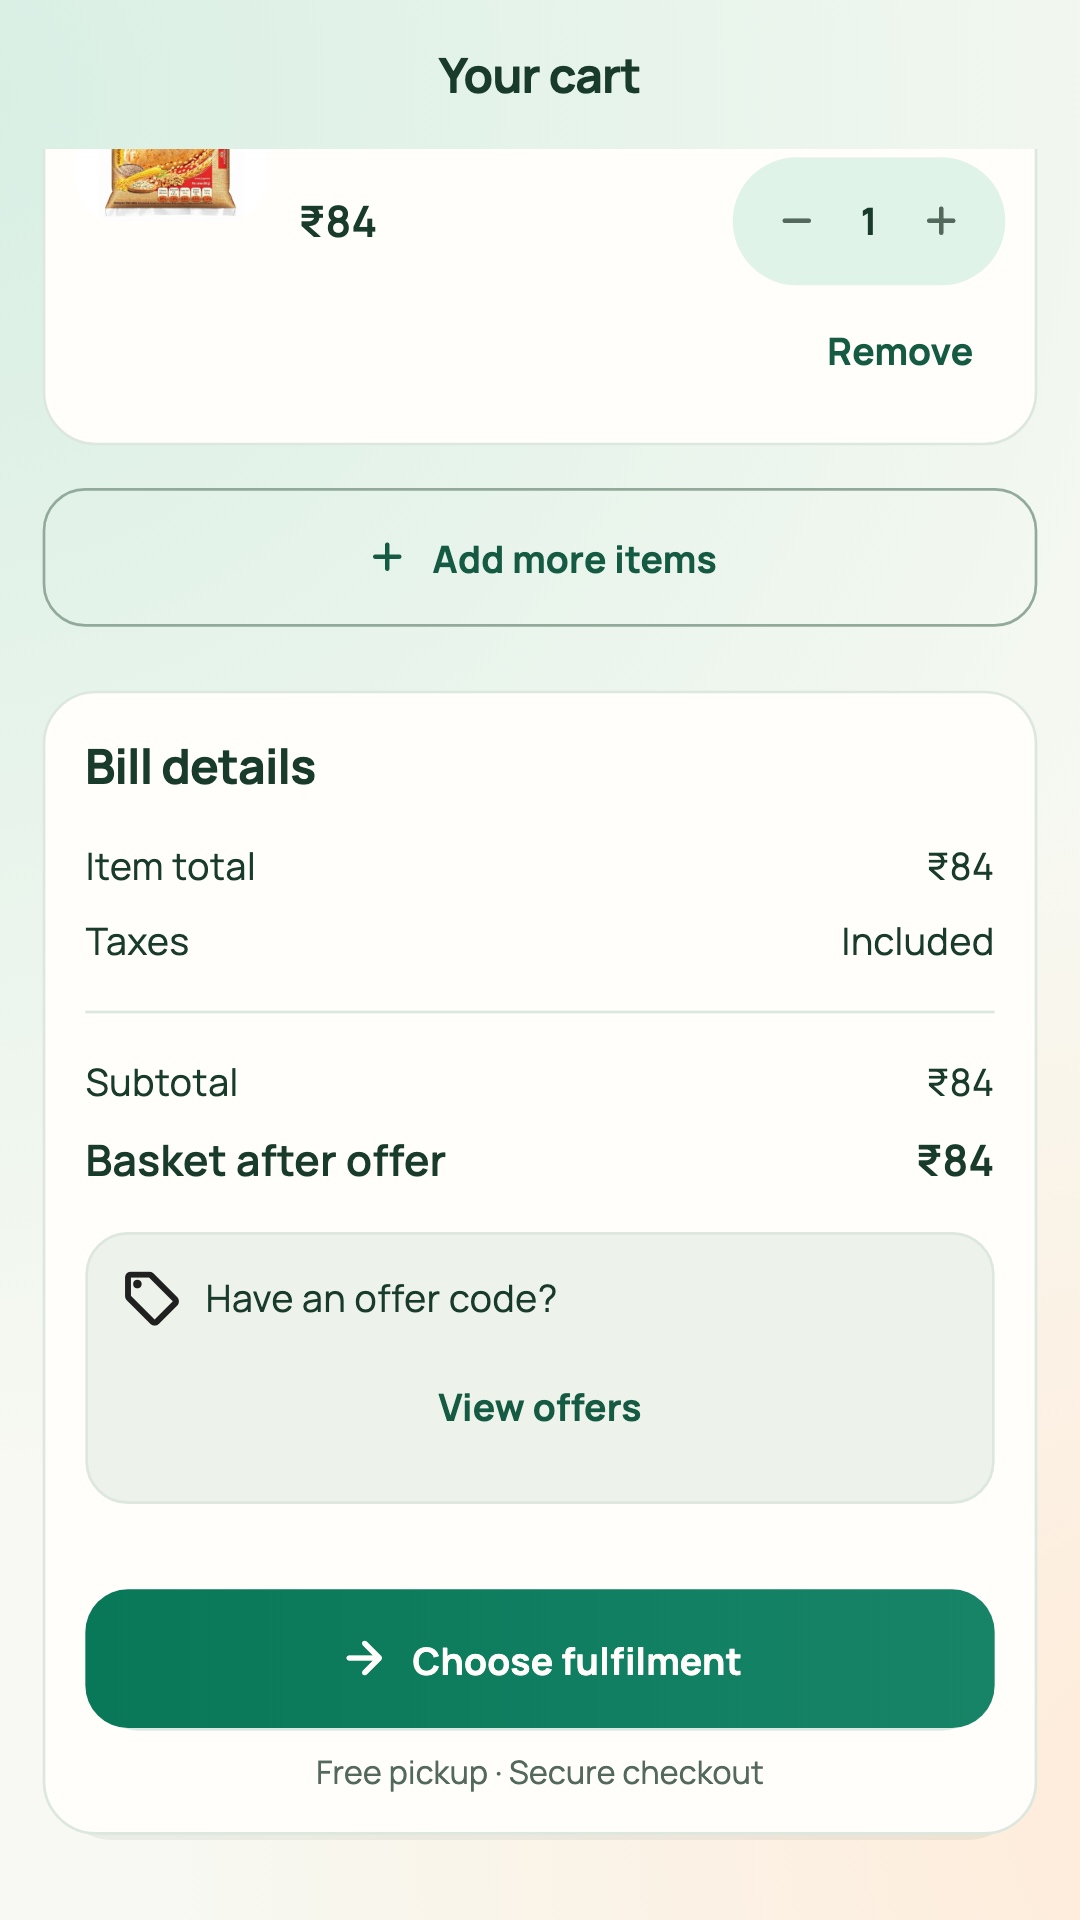 Your cart
₹84
1
Remove
Add more items
Bill details
Item total ₹84
Taxes Included
Subtotal ₹84
Basket after offer ₹84
Have an offer code?
View offers
Choose fulfilment
Free pickup · Secure checkout